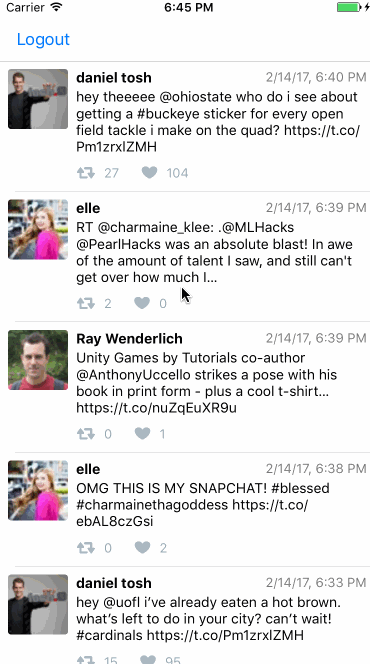 Carrier 6:45 PM
Logout
daniel tosh 2/14/17, 6:40 PM
hey theeeee @ohiostate who do i see about
getting a #buckeye sticker for every open
field tackle i make on the quad? https://t.co/
Pm1zrxlZMH
27 104
elle 2/14/17, 6:39 PM
RT @charmaine_klee: .@MLHacks
@PearlHacks was an absolute blast! In awe
of the amount of talent I saw, and still can't
get over how much I...
2 0
Ray Wenderlich 2/14/17, 6:39 PM
Unity Games by Tutorials co-author
@AnthonyUccello strikes a pose with his
book in print form - plus a cool t-shirt...
https://t.co/nuZqEuXR9u
0 1
elle 2/14/17, 6:38 PM
OMG THIS IS MY SNAPCHAT! #blessed
#charmainethagoddess https://t.co/
ebAL8czGsi
0 2
daniel tosh 2/14/17, 6:33 PM
hey @uofl i’ve already eaten a hot brown.
what’s left to do in your city? can’t wait!
#cardinals https://t.co/Pm1zrxlZMH
15 95